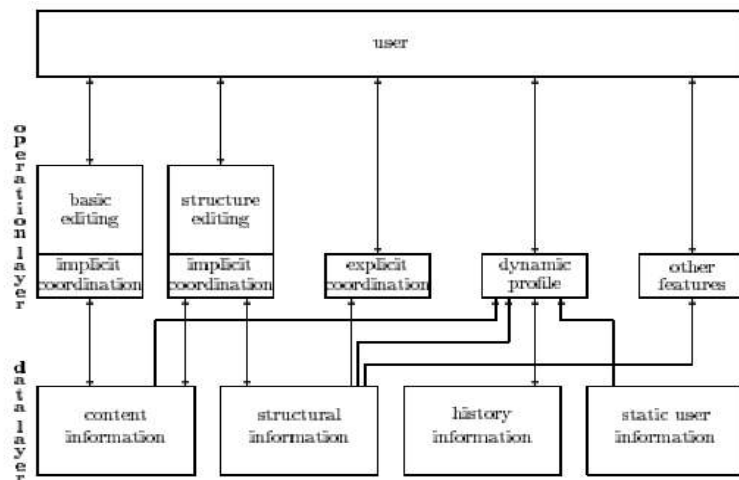 user
operation layer
basic
editing
structure
editing
implicit
coordination
implicit
coordination
explicit
coordination
dynamic
profile
other
features
data layer
content
information
structural
information
history
information
static user
information